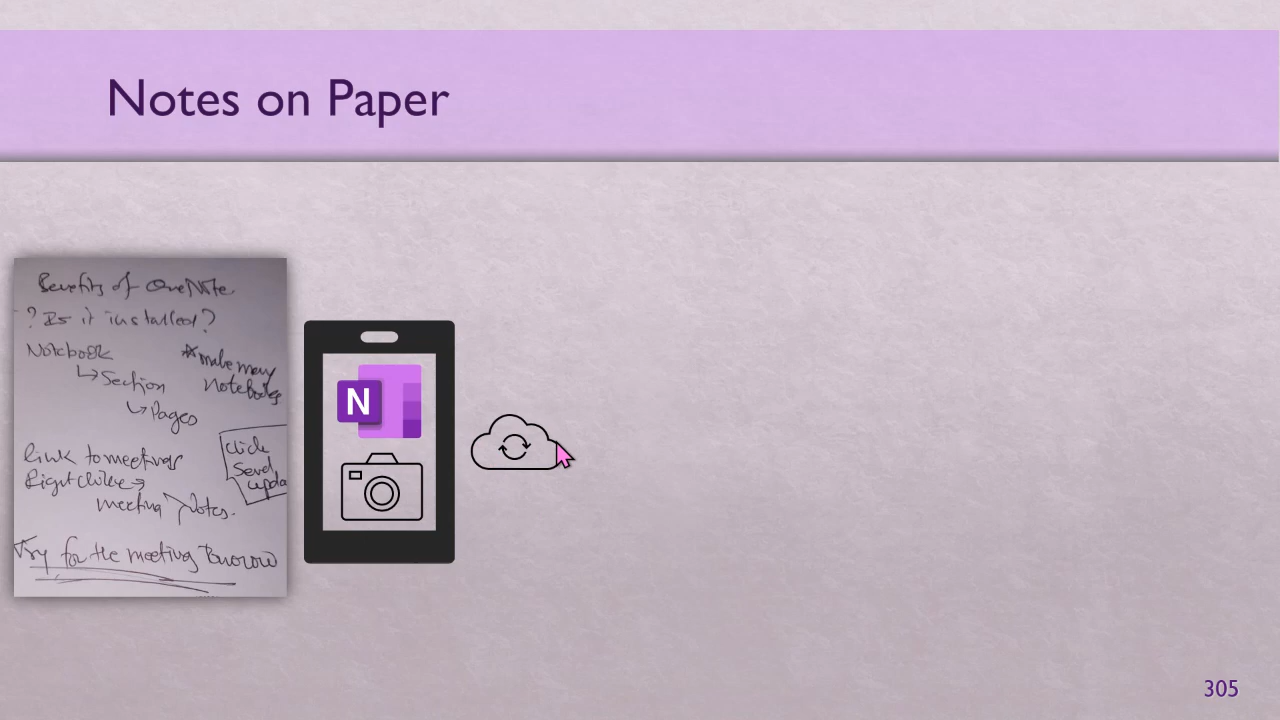 Notes on Paper
Benefits of OneNote
? Is it installed?
Notebook
↳ Section
↳ Pages
* make many
Notebooks
Link to meetings
Right click →
meeting Notes.
click
Send
upda
Try for the meeting Tomorrow
N
305